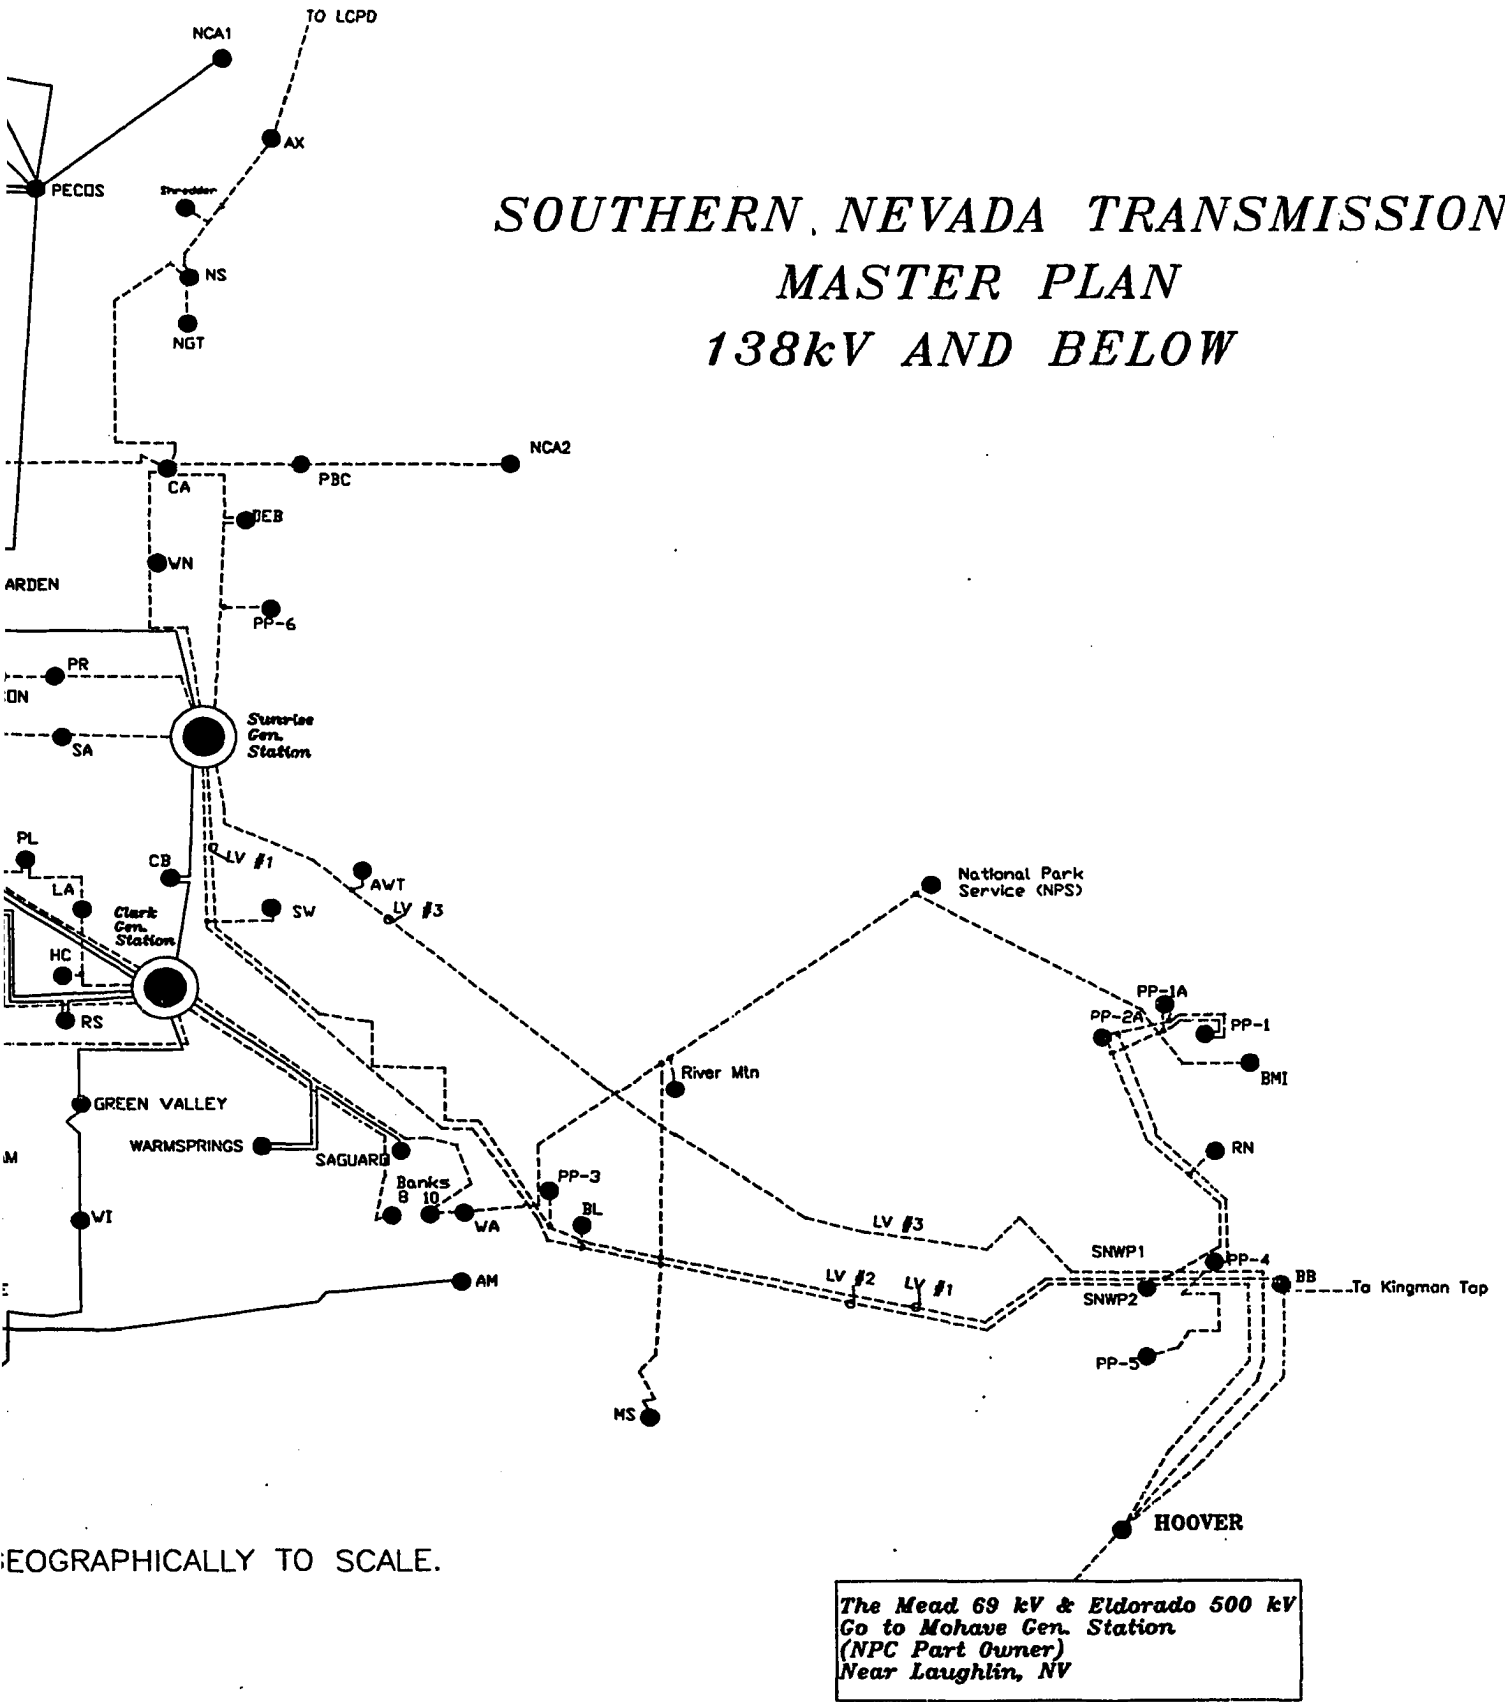 TO LCPD
NCA1
AX
PECOS
Shredder
SOUTHERN NEVADA TRANSMISSION
MASTER PLAN
138kV AND BELOW
NS
NGT
NCA2
PBC
CA
DEB
WN
ARDEN
PP-6
PR
ON
Sunrise
Gen.
Station
SA
PL
CB
LV #1
LA
AWT
SW
LV #3
Clark
Gen.
Station
National Park
Service (NPS)
HC
RS
PP-1A
PP-2A
PP-1
BMI
River Mtn
GREEN VALLEY
WARMSPRINGS
SAGUARO
RN
M
Banks
8 10
PP-3
BL
WA
WI
LV #3
SNWP1
PP-4
AM
LV #2
LV #1
SNWP2
BB
To Kingman Tap
E
PP-5
MS
HOOVER
GEOGRAPHICALLY TO SCALE.
The Mead 69 kV & Eldorado 500 kV
Go to Mohave Gen. Station
(NPC Part Owner)
Near Laughlin, NV